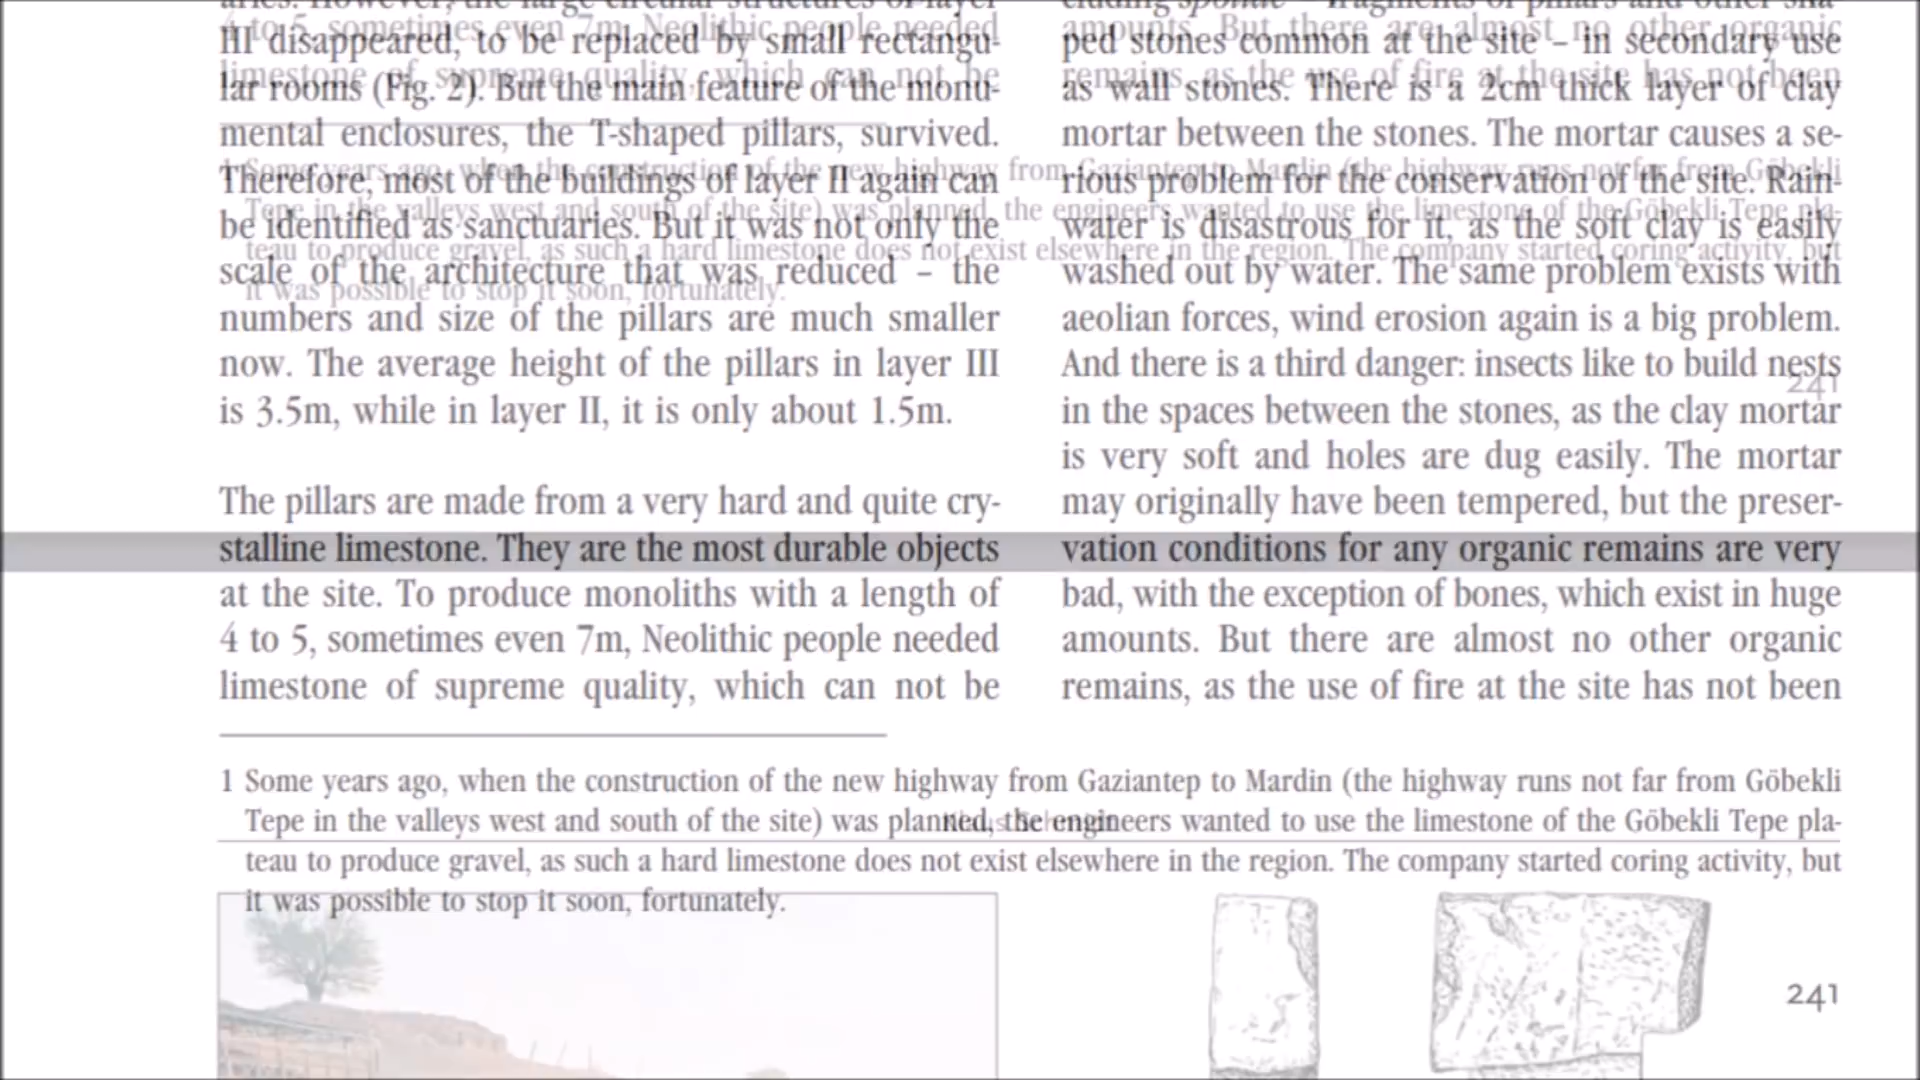 III disappeared, to be replaced by small rectangu-
lar rooms (Fig. 2). But the main feature of the monu-
mental enclosures, the T-shaped pillars, survived.
Therefore, most of the buildings of layer II again can
be identified as sanctuaries. But it was not only the
scale of the architecture that was reduced – the
numbers and size of the pillars are much smaller
now. The average height of the pillars in layer III
is 3.5m, while in layer II, it is only about 1.5m.
The pillars are made from a very hard and quite cry-
stalline limestone. They are the most durable objects
at the site. To produce monoliths with a length of
4 to 5, sometimes even 7m, Neolithic people needed
limestone of supreme quality, which can not be
ped stones common at the site – in secondary use
as wall stones. There is a 2cm thick layer of clay
mortar between the stones. The mortar causes a se-
rious problem for the conservation of the site. Rain-
water is disastrous for it, as the soft clay is easily
washed out by water. The same problem exists with
aeolian forces, wind erosion again is a big problem.
And there is a third danger: insects like to build nests
in the spaces between the stones, as the clay mortar
is very soft and holes are dug easily. The mortar
may originally have been tempered, but the preser-
vation conditions for any organic remains are very
bad, with the exception of bones, which exist in huge
amounts. But there are almost no other organic
remains, as the use of fire at the site has not been
1 Some years ago, when the construction of the new highway from Gaziantep to Mardin (the highway runs not far from Göbekli
Tepe in the valleys west and south of the site) was planned, the engineers wanted to use the limestone of the Göbekli Tepe pla-
teau to produce gravel, as such a hard limestone does not exist elsewhere in the region. The company started coring activity, but
it was possible to stop it soon, fortunately.
241